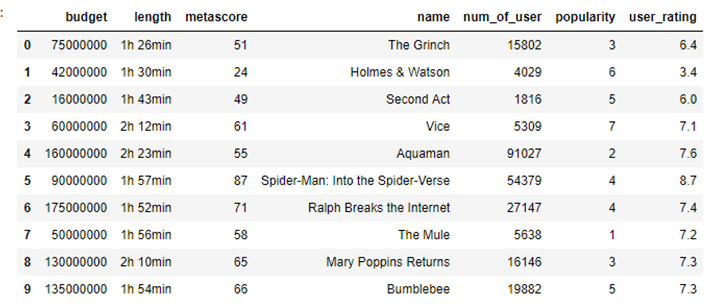 budget length metascore name num_of_user popularity user_rating
0 75000000 1h 26min 51 The Grinch 15802 3 6.4
1 42000000 1h 30min 24 Holmes & Watson 4029 6 3.4
2 16000000 1h 43min 49 Second Act 1816 5 6.0
3 60000000 2h 12min 61 Vice 5309 7 7.1
4 160000000 2h 23min 55 Aquaman 91027 2 7.6
5 90000000 1h 57min 87 Spider-Man: Into the Spider-Verse 54379 4 8.7
6 175000000 1h 52min 71 Ralph Breaks the Internet 27147 4 7.4
7 50000000 1h 56min 58 The Mule 5638 1 7.2
8 130000000 2h 10min 65 Mary Poppins Returns 16146 3 7.3
9 135000000 1h 54min 66 Bumblebee 19882 5 7.3